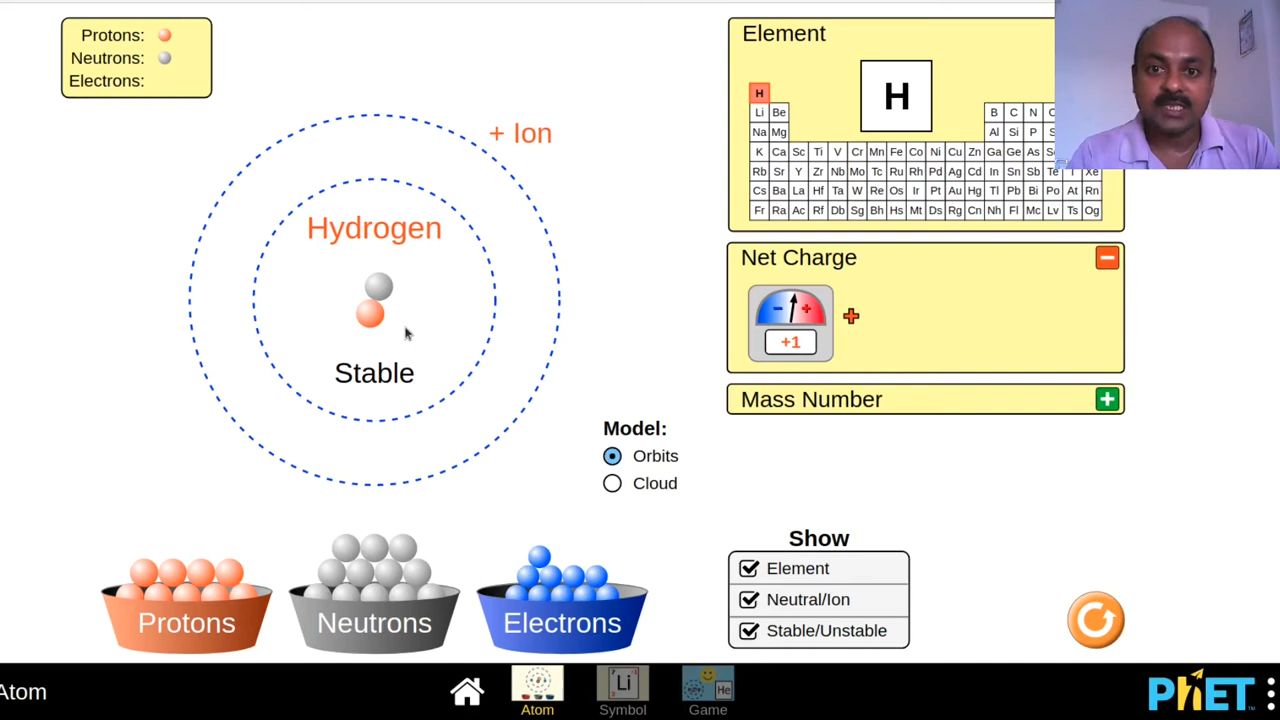 Protons:
Neutrons:
Electrons:
+ Ion
Hydrogen
Stable
Element
H
H
Li Be B C N
Na Mg Al Si P
K Ca Sc Ti V Cr Mn Fe Co Ni Cu Zn Ga Ge As
Rb Sr Y Zr Nb Mo Tc Ru Rh Pd Ag Cd In Sn Sb Te I Xe
Cs Ba La Hf Ta W Re Os Ir Pt Au Hg Tl Pb Bi Po At Rn
Fr Ra Ac Rf Db Sg Bh Hs Mt Ds Rg Cn Nh Fl Mc Lv Ts Og
Net Charge
- +
+1
+
Mass Number
Model:
Orbits
Cloud
Protons
Neutrons
Electrons
Show
Element
Neutral/Ion
Stable/Unstable
Atom
Atom
Li
Symbol
He
Game
PhET